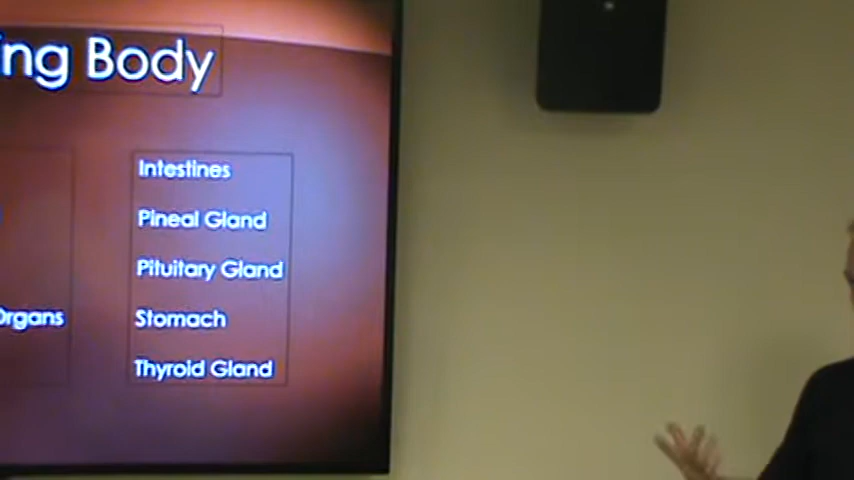 ing Body
Intestines
Pineal Gland
Pituitary Gland
Organs
Stomach
Thyroid Gland